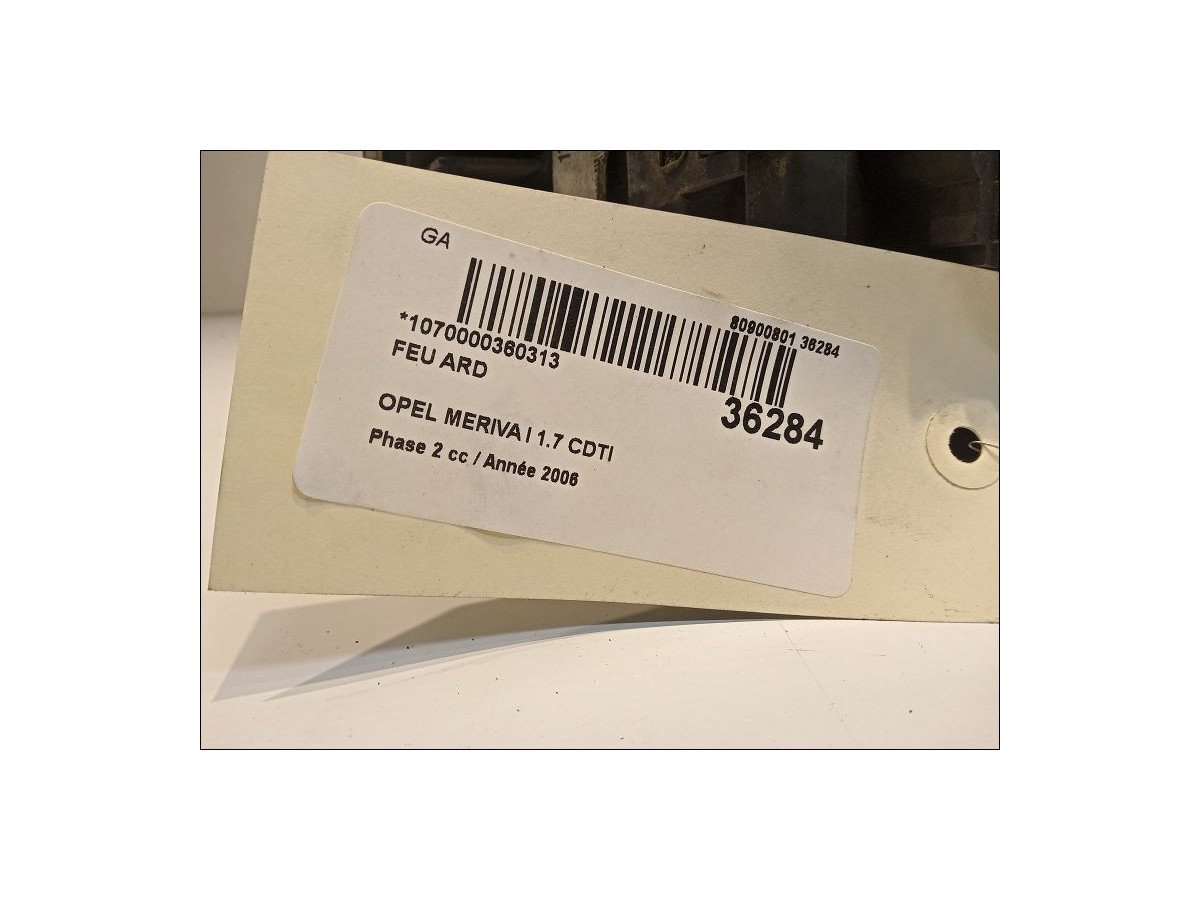 GA
80900801 36284
*1070000360313
FEU ARD
36284
OPEL MERIVA I 1.7 CDTI
Phase 2 cc / Année 2006